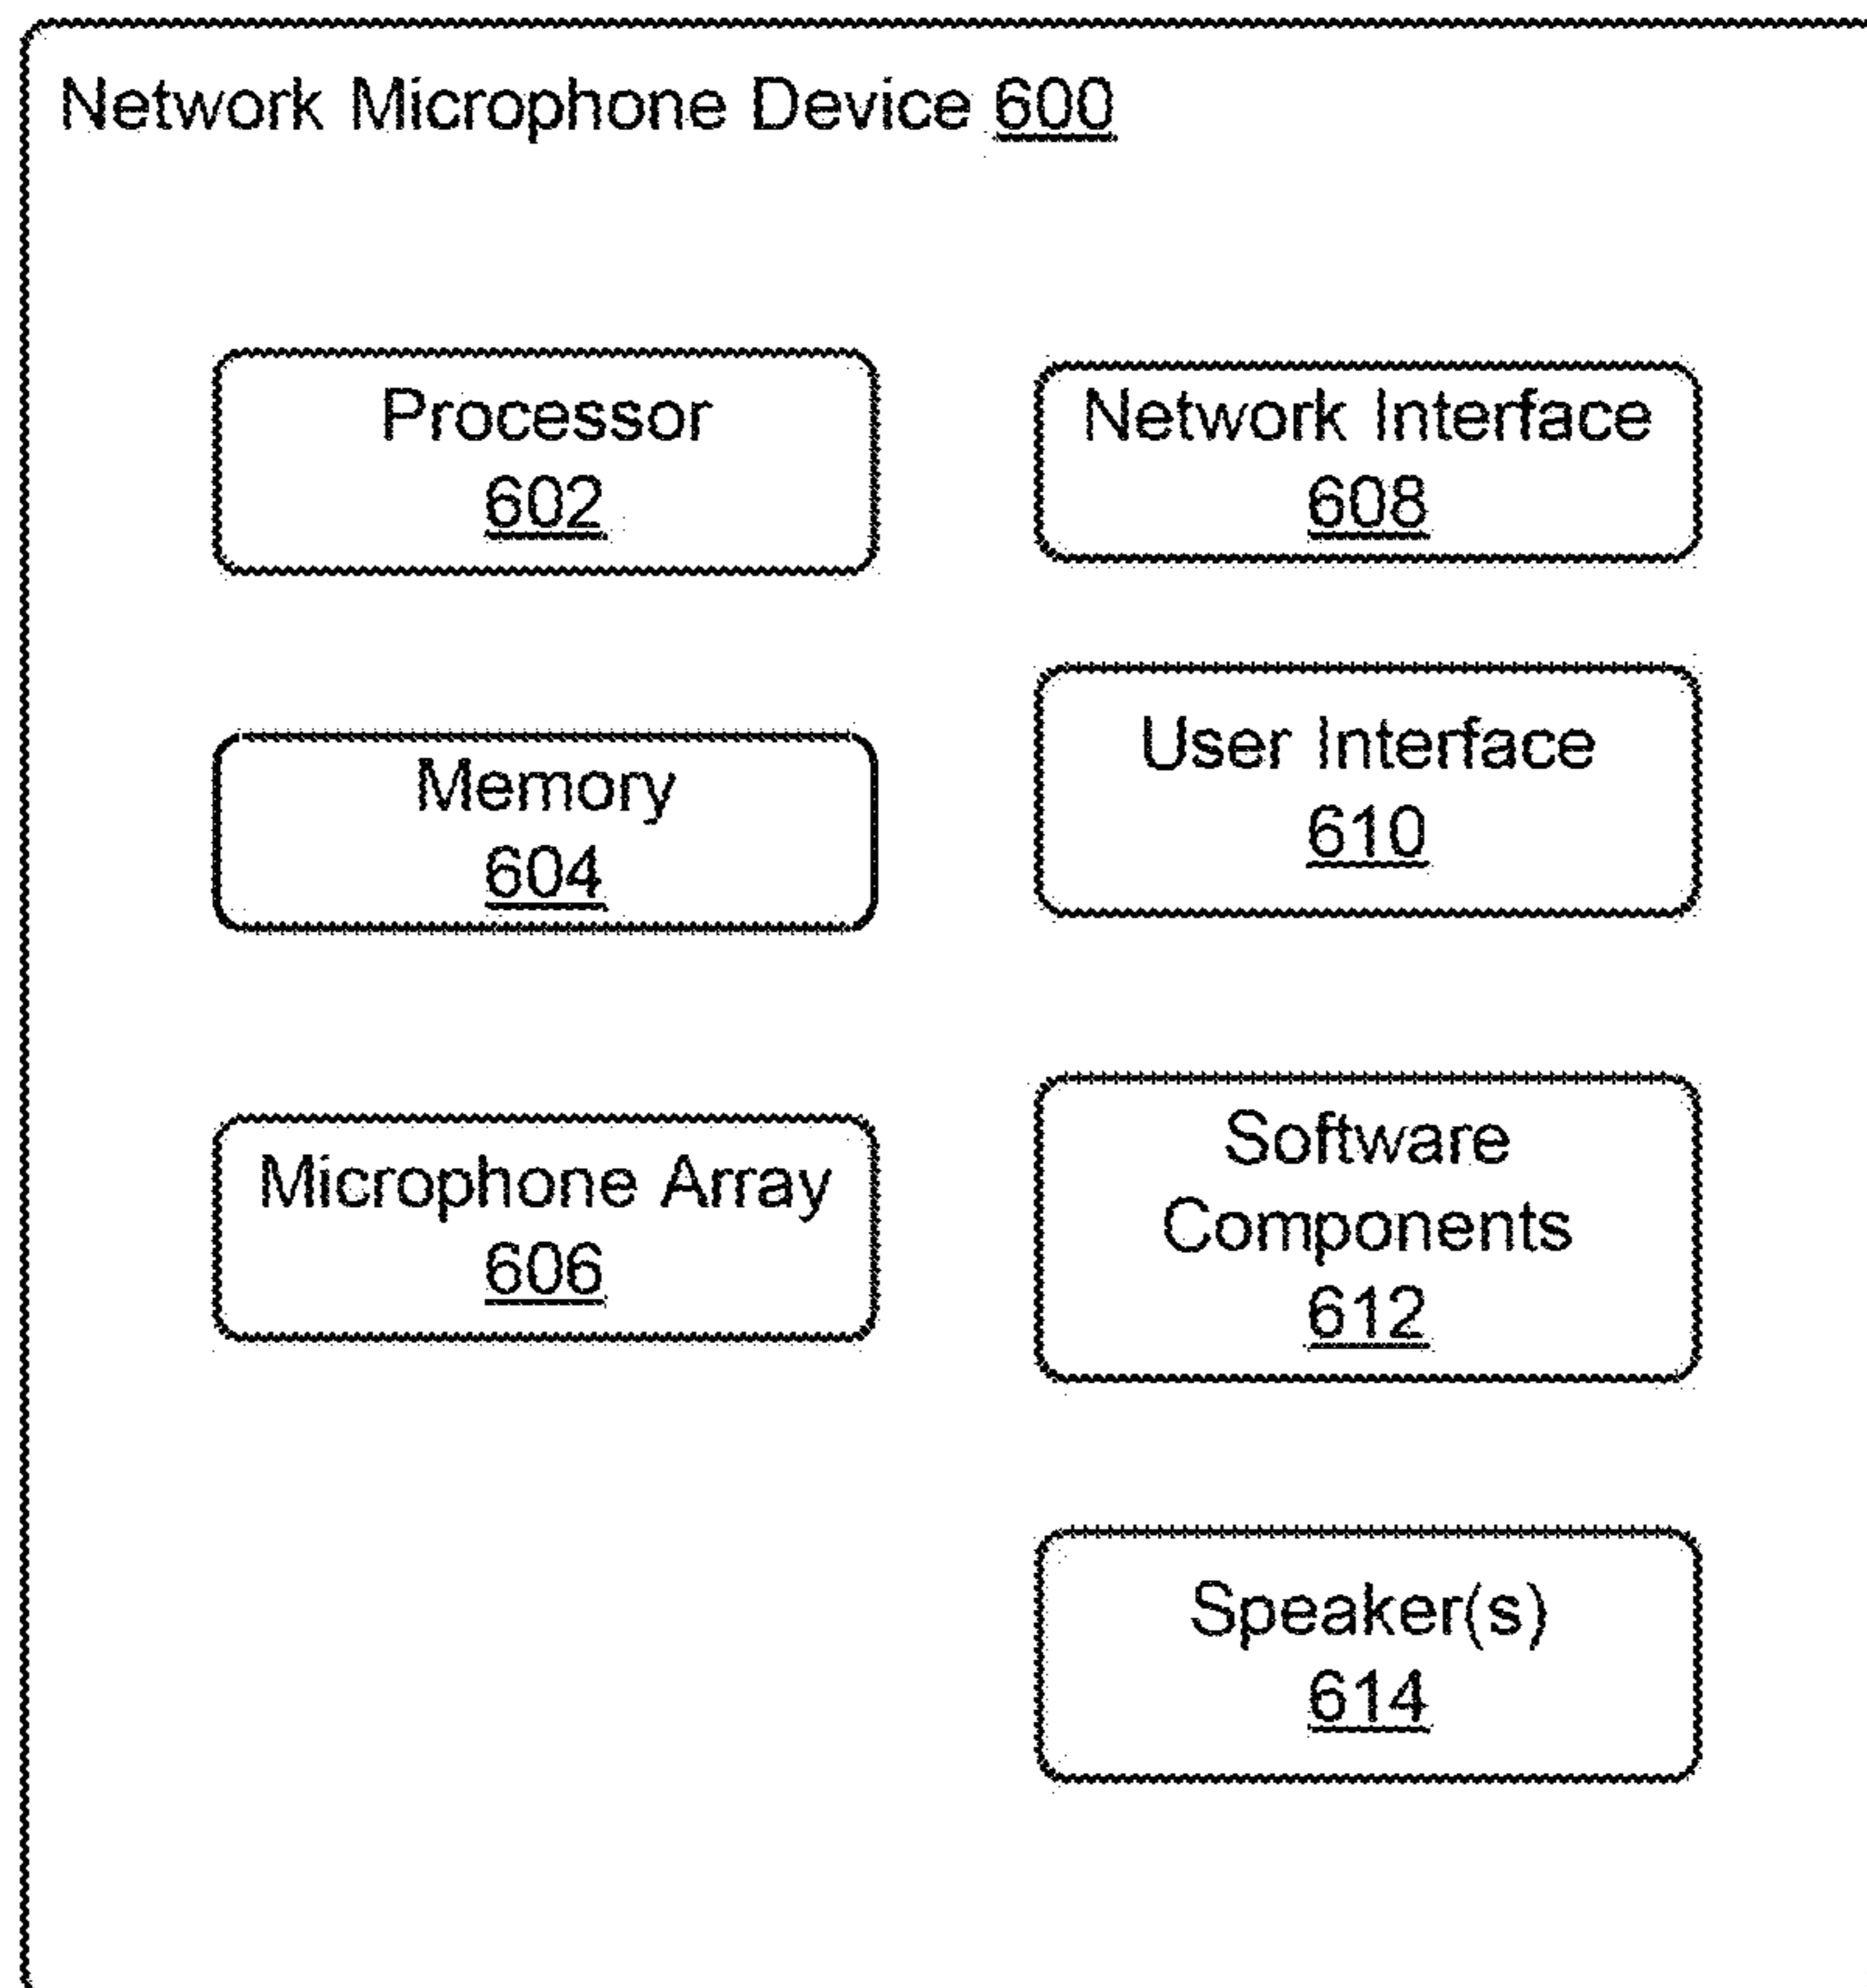 Network Microphone Device 600
Processor
602
Memory
604
Microphone Array
606
Network Interface
608
User Interface
610
Software
Components
612
Speaker(s)
614